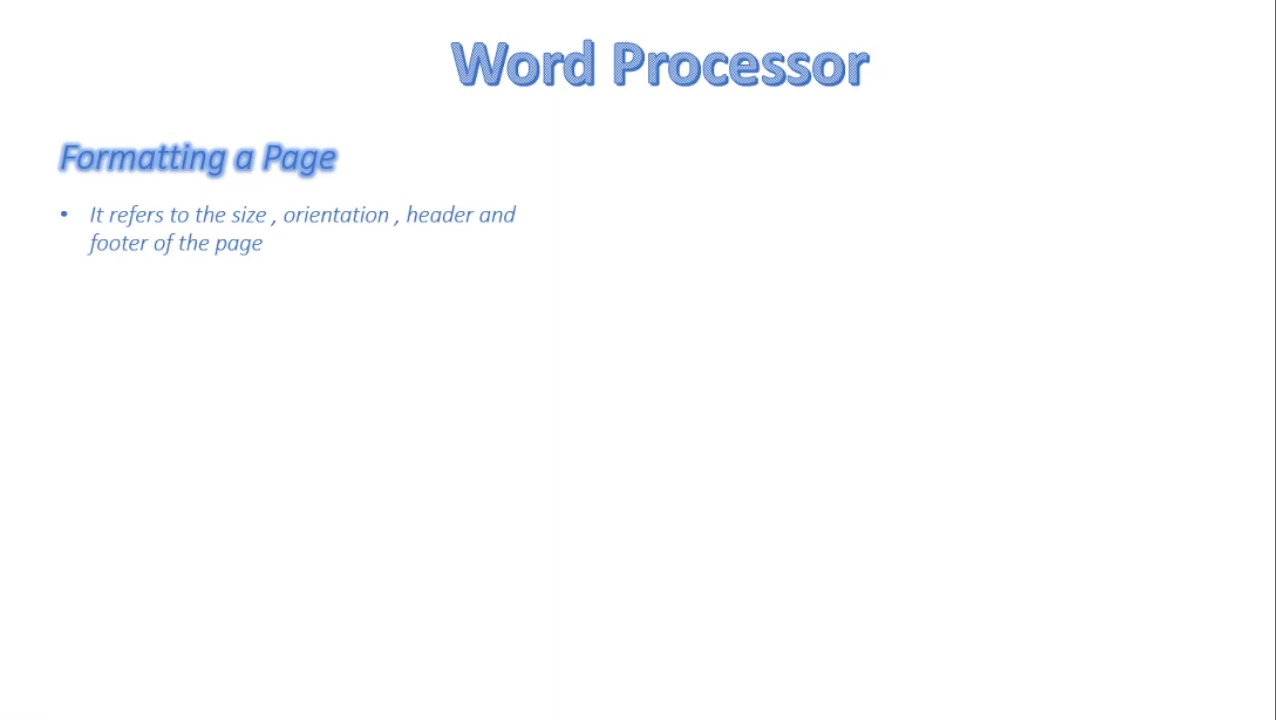 Word Processor
Formatting a Page
• It refers to the size , orientation , header and
footer of the page